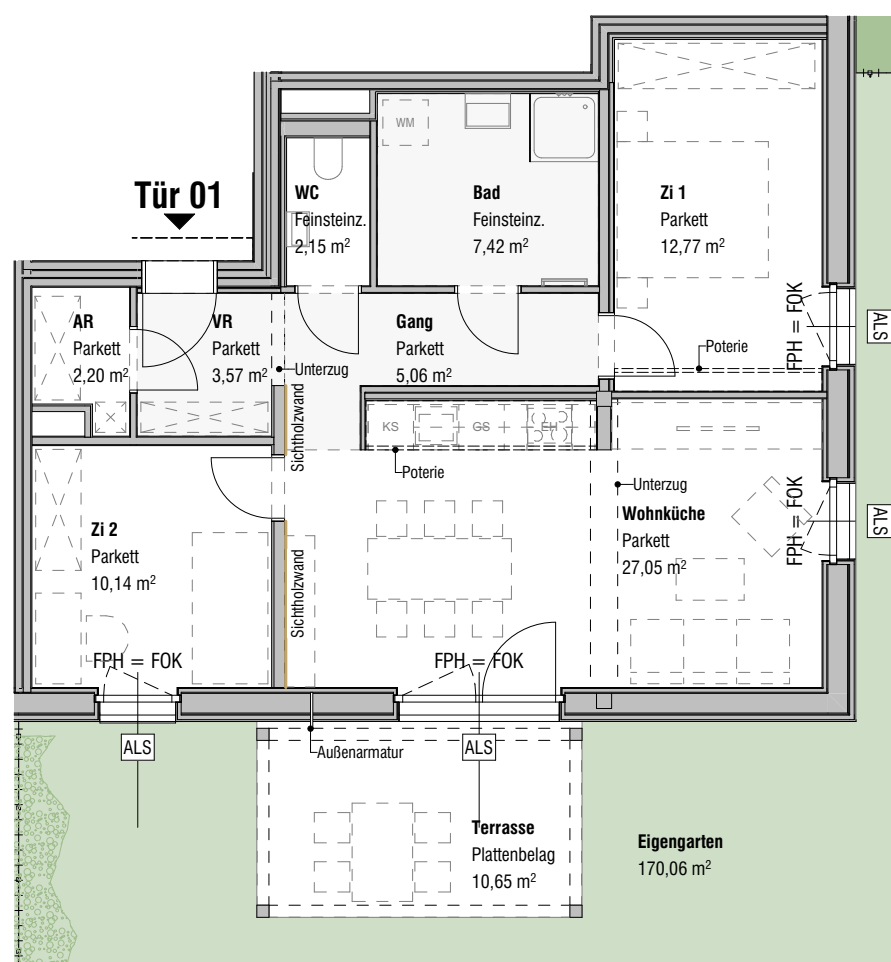 Tür 01
WM
WC
Feinsteinz.
2,15 m²
Bad
Feinsteinz.
7,42 m²
Zi 1
Parkett
12,77 m²
FPH = FOK
ALS
AR
Parkett
2,20 m²
VR
Parkett
3,57 m²
Unterzug
Gang
Parkett
5,06 m²
Poterie
Sichtholzwand
KS
GS
EH
Poterie
Unterzug
Zi 2
Parkett
10,14 m²
Sichtholzwand
Wohnküche
Parkett
27,05 m²
FPH = FOK
ALS
FPH = FOK
FPH = FOK
ALS
Außenarmatur
ALS
Terrasse
Plattenbelag
10,65 m²
Eigengarten
170,06 m²